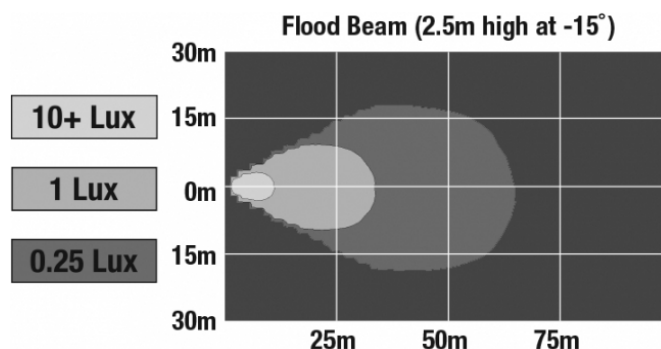 Flood Beam (2.5m high at -15˚)
30m
10+ Lux
15m
1 Lux
0m
0.25 Lux
15m
30m
25m 50m 75m